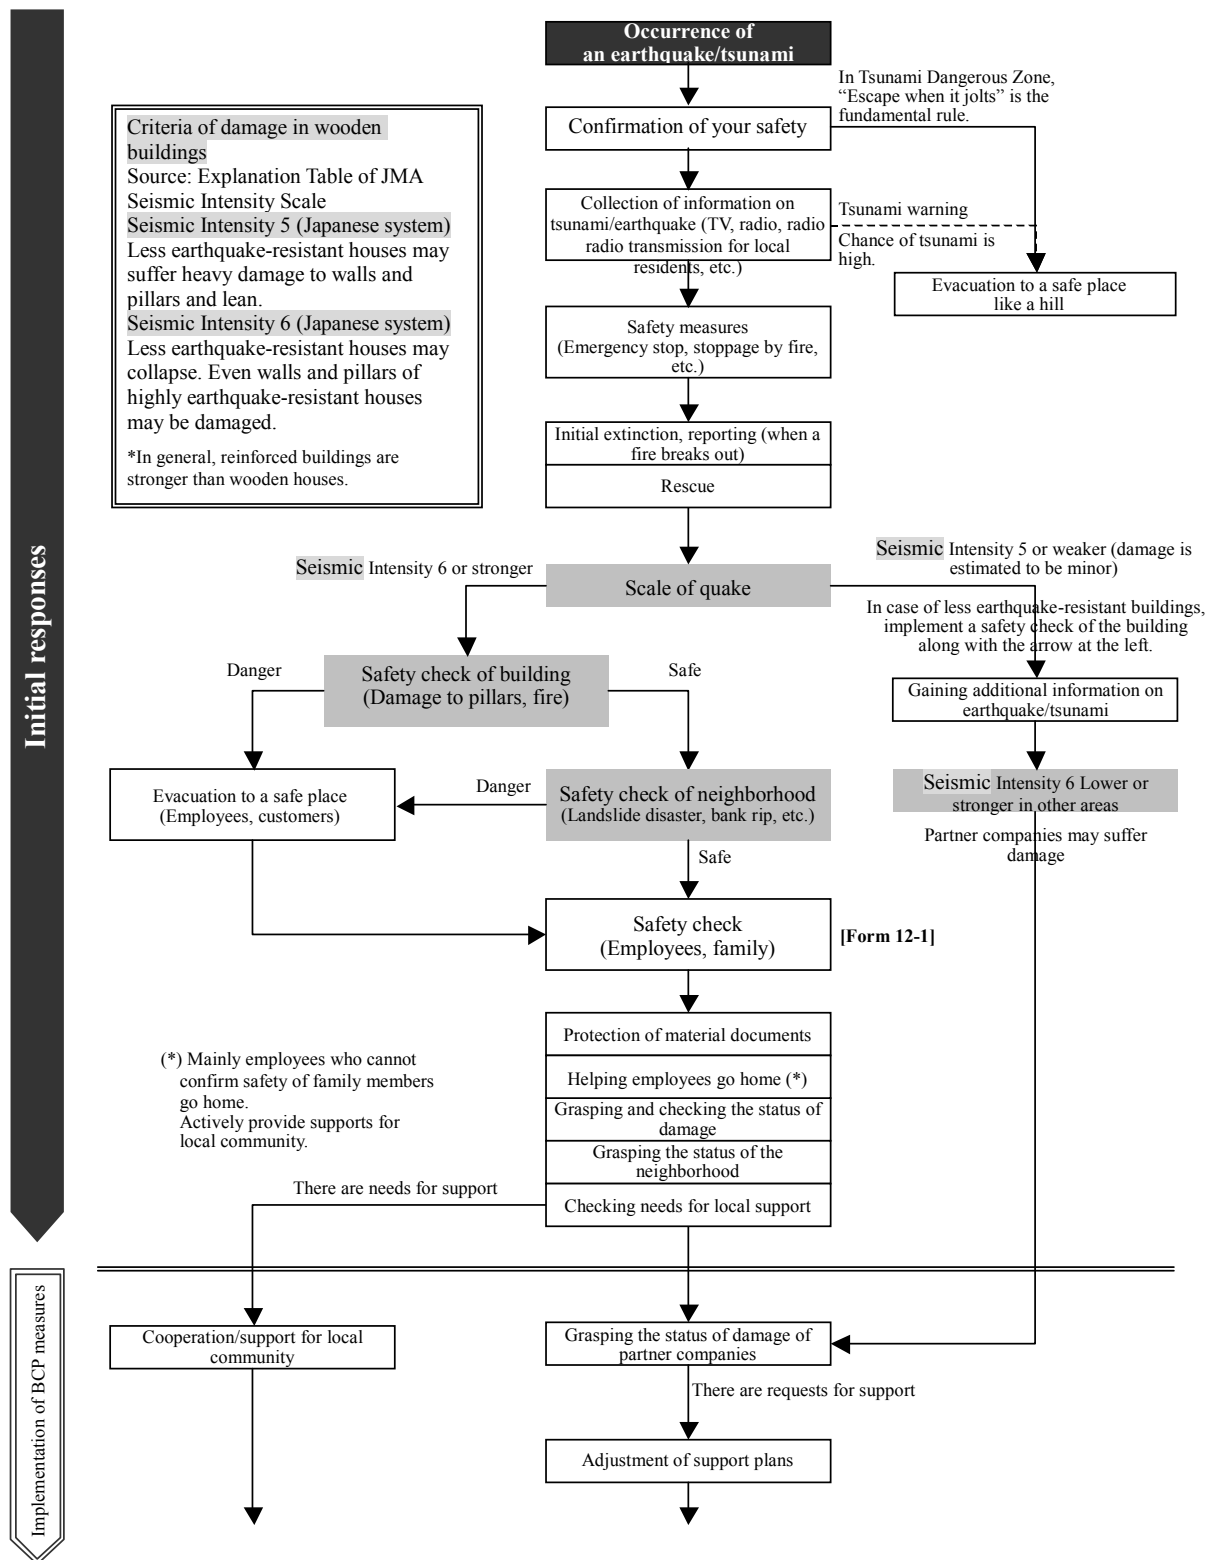 Occurrence of
an earthquake/tsunami
In Tsunami Dangerous Zone,
“Escape when it jolts” is the
fundamental rule.
Confirmation of your safety
Criteria of damage in wooden
buildings
Source: Explanation Table of JMA
Seismic Intensity Scale
Seismic Intensity 5 (Japanese system)
Less earthquake-resistant houses may
suffer heavy damage to walls and
pillars and lean.
Seismic Intensity 6 (Japanese system)
Less earthquake-resistant houses may
collapse. Even walls and pillars of
highly earthquake-resistant houses
may be damaged.
*In general, reinforced buildings are
stronger than wooden houses.
Collection of information on
tsunami/earthquake (TV, radio, radio
radio transmission for local
residents, etc.)
Tsunami warning
Chance of tsunami is
high.
Evacuation to a safe place
like a hill
Safety measures
(Emergency stop, stoppage by fire,
etc.)
Initial extinction, reporting (when a
fire breaks out)
Rescue
Initial responses
Seismic Intensity 6 or stronger
Scale of quake
Seismic Intensity 5 or weaker (damage is
estimated to be minor)
In case of less earthquake-resistant buildings,
implement a safety check of the building
along with the arrow at the left.
Danger
Safety check of building
(Damage to pillars, fire)
Safe
Gaining additional information on
earthquake/tsunami
Evacuation to a safe place
(Employees, customers)
Danger
Safety check of neighborhood
(Landslide disaster, bank rip, etc.)
Seismic Intensity 6 Lower or
stronger in other areas
Partner companies may suffer
damage
Safe
Safety check
(Employees, family)
[Form 12-1]
Protection of material documents
Helping employees go home (*)
Grasping and checking the status of
damage
Grasping the status of the
neighborhood
Checking needs for local support
(*) Mainly employees who cannot
confirm safety of family members
go home.
Actively provide supports for
local community.
There are needs for support
Implementation of BCP measures
Cooperation/support for local
community
Grasping the status of damage of
partner companies
There are requests for support
Adjustment of support plans